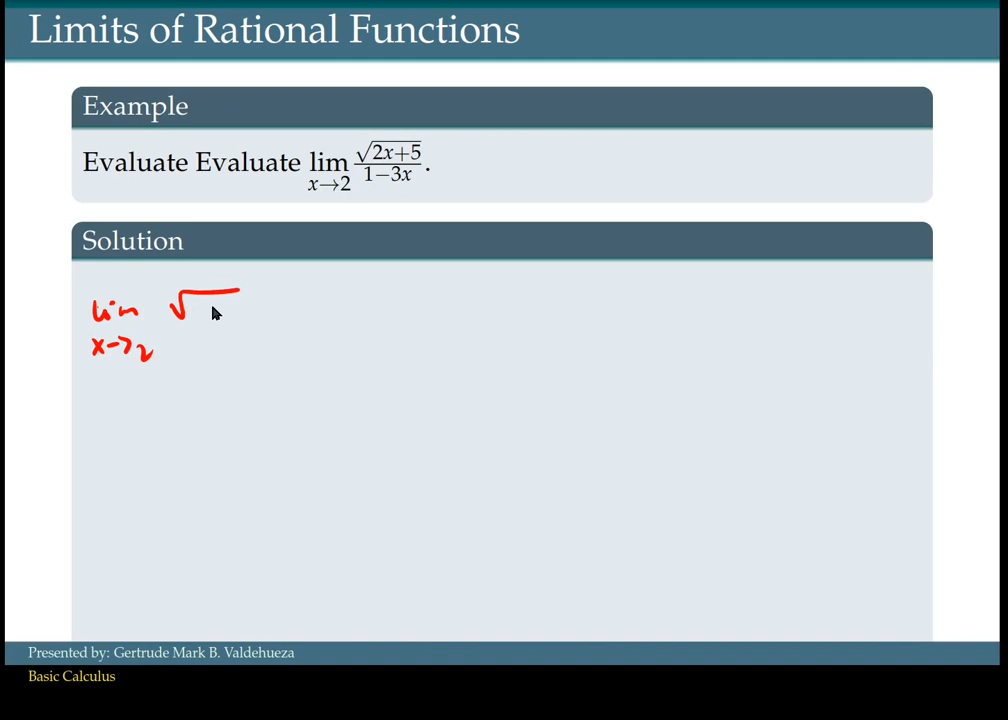 Limits of Rational Functions
Example
Evaluate Evaluate lim x→2 √2x+5 / 1−3x .
Solution
lim √
x→2
Presented by: Gertrude Mark B. Valdehueza
Basic Calculus